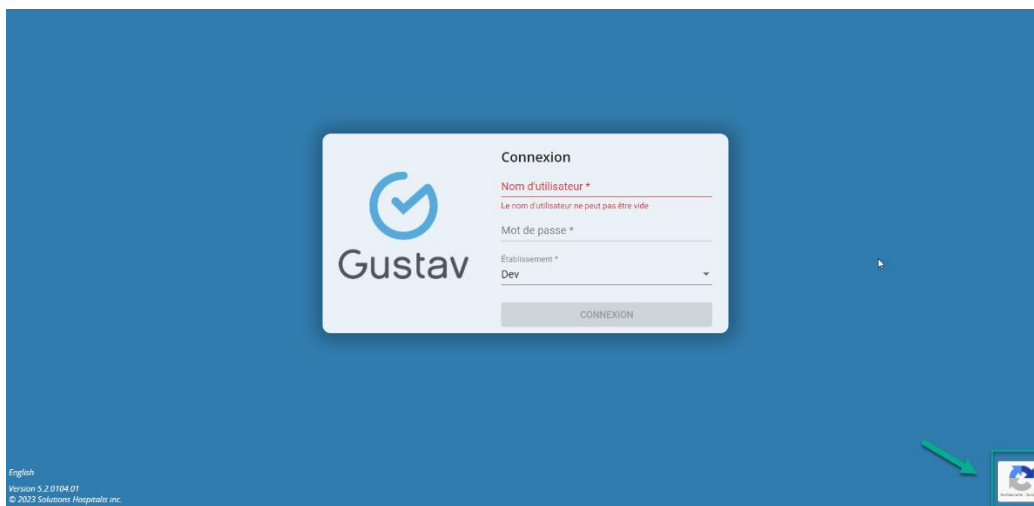 Connexion
Nom d'utilisateur *
Le nom d'utilisateur ne peut pas être vide
Mot de passe *
Gustav
Établissement *
Dev
CONNEXION
English
Version 5.2.0104.01
© 2023 Solutions Hospitalis inc.